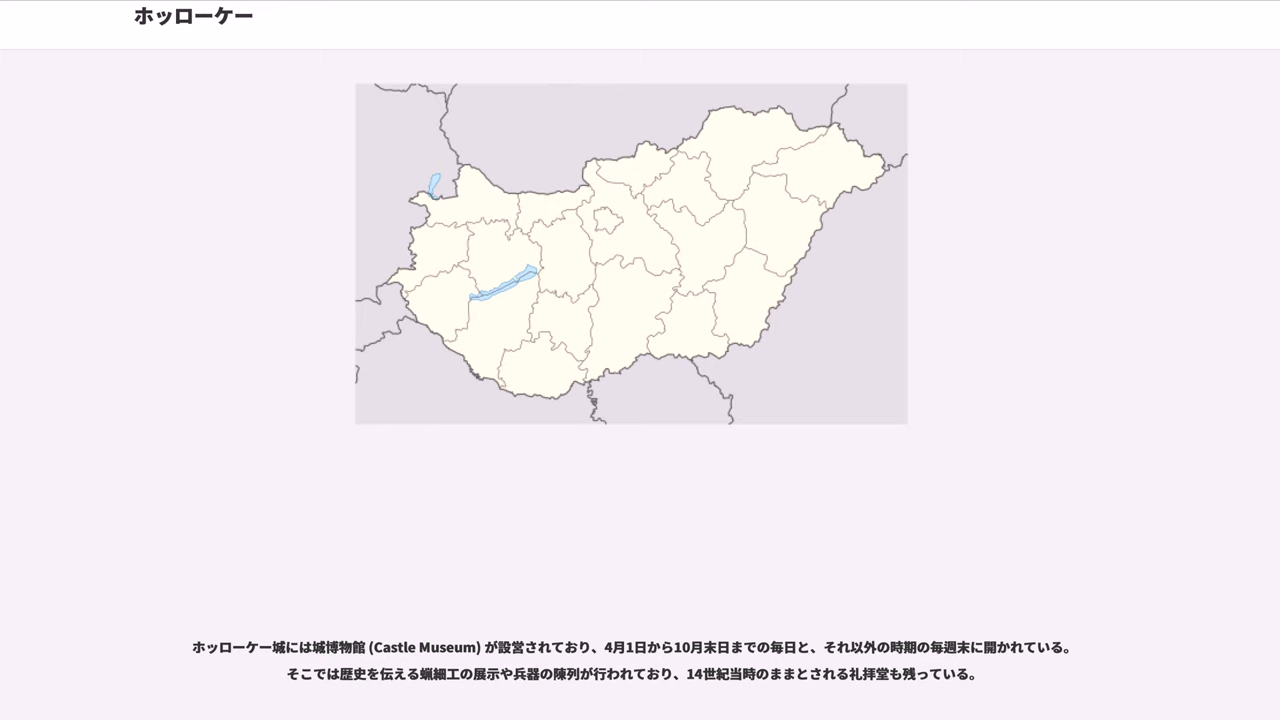 ホッローケー
ホッローケー城には城博物館 (Castle Museum) が設営されており、4月1日から10月末日までの毎日と、それ以外の時期の毎週末に開かれている。
そこでは歴史を伝える蝋細工の展示や兵器の陳列が行われており、14世紀当時のままとされる礼拝堂も残っている。